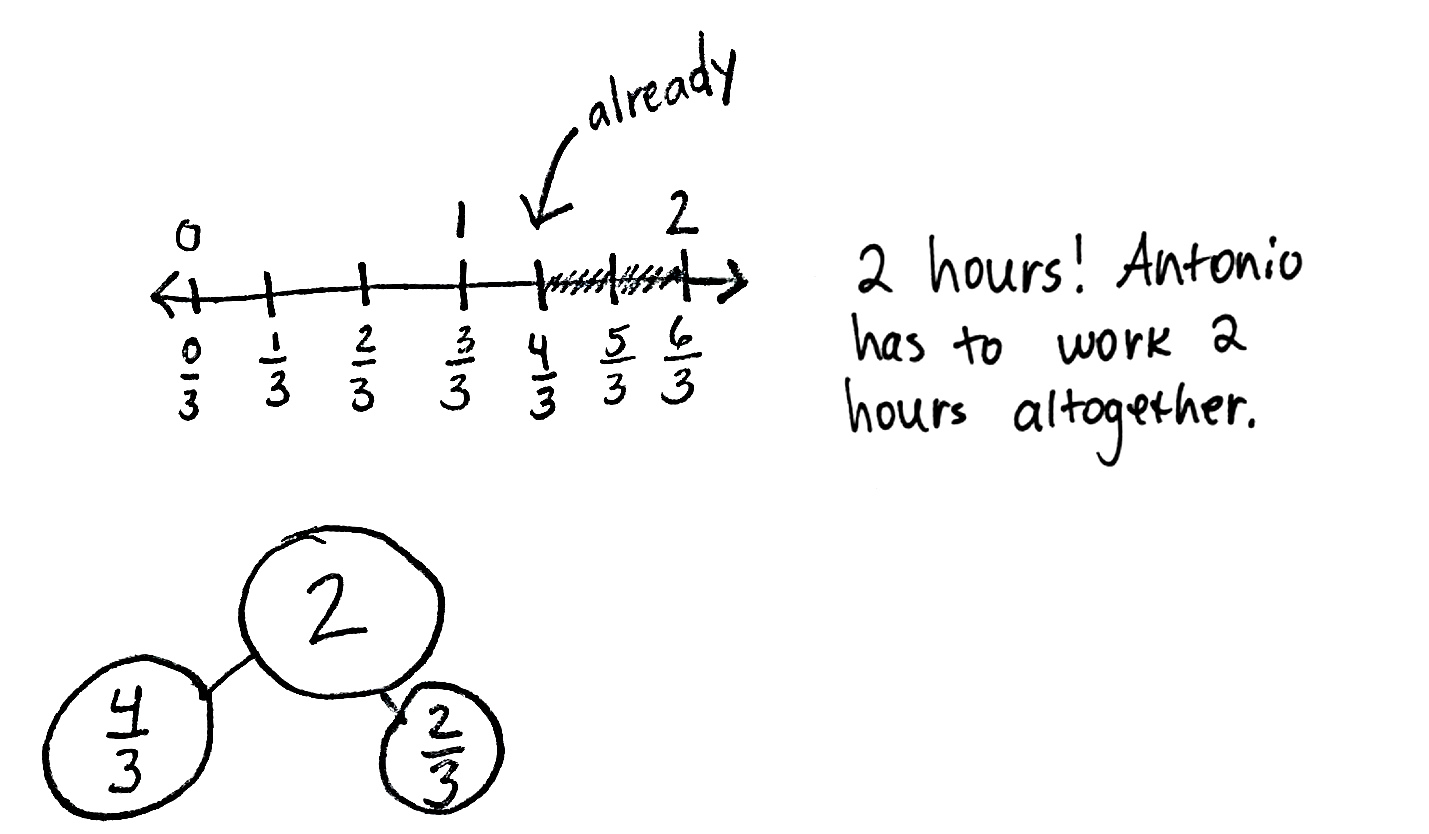 already
0 1 2
0/3 1/3 2/3 3/3 4/3 5/3 6/3
2 hours! Antonio
has to work 2
hours altogether.
2
4/3 2/3